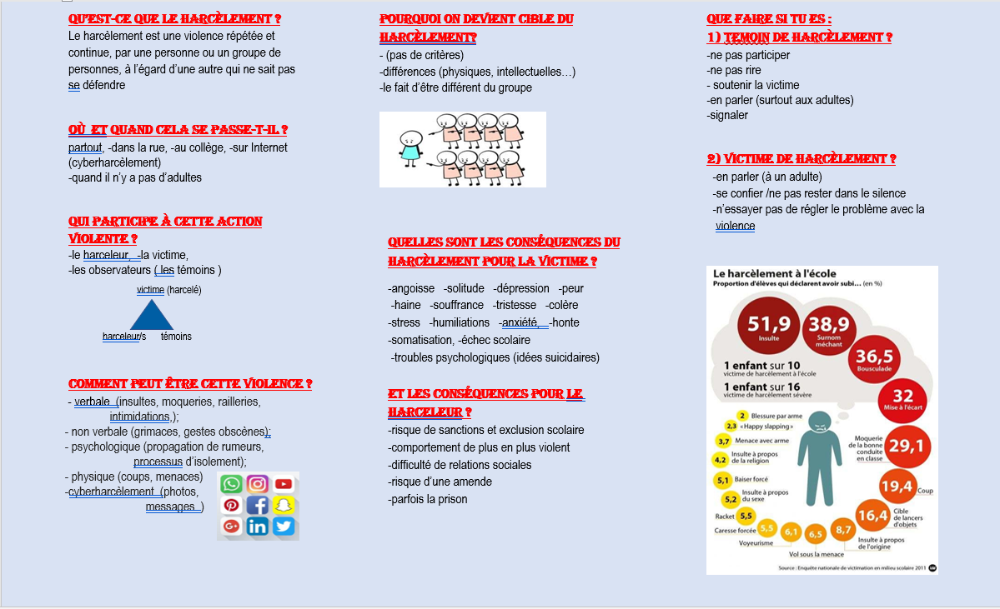 QU'EST-CE QUE LE HARCÈLEMENT ?
Le harcèlement est une violence répétée et
continue, par une personne ou un groupe de
personnes, à l'égard d'une autre qui ne sait pas
se défendre
OÙ ET QUAND CELA SE PASSE-T-IL ?
partout, -dans la rue, -au collège, -sur Internet
(cyberharcèlement)
-quand il n'y a pas d'adultes
QUI PARTICIPE À CETTE ACTION
VIOLENTE ?
-le harceleur, -la victime,
-les observateurs ( les témoins )
victime (harcelé)
harceleur/s témoins
COMMENT PEUT ÊTRE CETTE VIOLENCE ?
- verbale (insultes, moqueries, railleries,
intimidations,);
- non verbale (grimaces, gestes obscènes);
- psychologique (propagation de rumeurs,
processus d'isolement);
- physique (coups, menaces)
-cyberharcèlement (photos,
messages )
POURQUOI ON DEVIENT CIBLE DU
HARCÈLEMENT?
- (pas de critères)
-différences (physiques, intellectuelles…)
-le fait d'être différent du groupe
QUELLES SONT LES CONSÉQUENCES DU
HARCÈLEMENT POUR LA VICTIME ?
-angoisse -solitude -dépression -peur
-haine -souffrance -tristesse -colère
-stress -humiliations -anxiété, -honte
-somatisation, -échec scolaire
-troubles psychologiques (idées suicidaires)
ET LES CONSÉQUENCES POUR LE
HARCELEUR ?
-risque de sanctions et exclusion scolaire
-comportement de plus en plus violent
-difficulté de relations sociales
-risque d'une amende
-parfois la prison
QUE FAIRE SI TU ES :
1) TEMOIN DE HARCÈLEMENT ?
-ne pas participer
-ne pas rire
- soutenir la victime
-en parler (surtout aux adultes)
-signaler
2) VICTIME DE HARCÈLEMENT ?
-en parler (à un adulte)
-se confier /ne pas rester dans le silence
-n'essayer pas de régler le problème avec la
violence
Le harcèlement à l'école
Proportion d'élèves qui déclarent avoir subi... (en %)
51,9
Insulte
38,9
Surnom
méchant
36,5
Bousculade
1 enfant sur 10
victime de harcèlement à l'école
1 enfant sur 16
victime de harcèlement sévère
32
Mise à l'écart
2 Blessure par arme
2,3 «Happy slapping»
3,7 Menace avec arme
4,2 Insulte à propos
de la religion
5,1 Baiser forcé
5,2 Insulte à propos
du sexe
Racket 5,5
Caresse forcée 5,5
Voyeurisme 6,1
Vol sous la menace 6,5
8,7 Insulte à propos
de l'origine
16,4 Cible
de lancers
d'objets
19,4 Coup
Moquerie
de la bonne
conduite
en classe
29,1
Source : Enquête nationale de victimation en milieu scolaire 2011